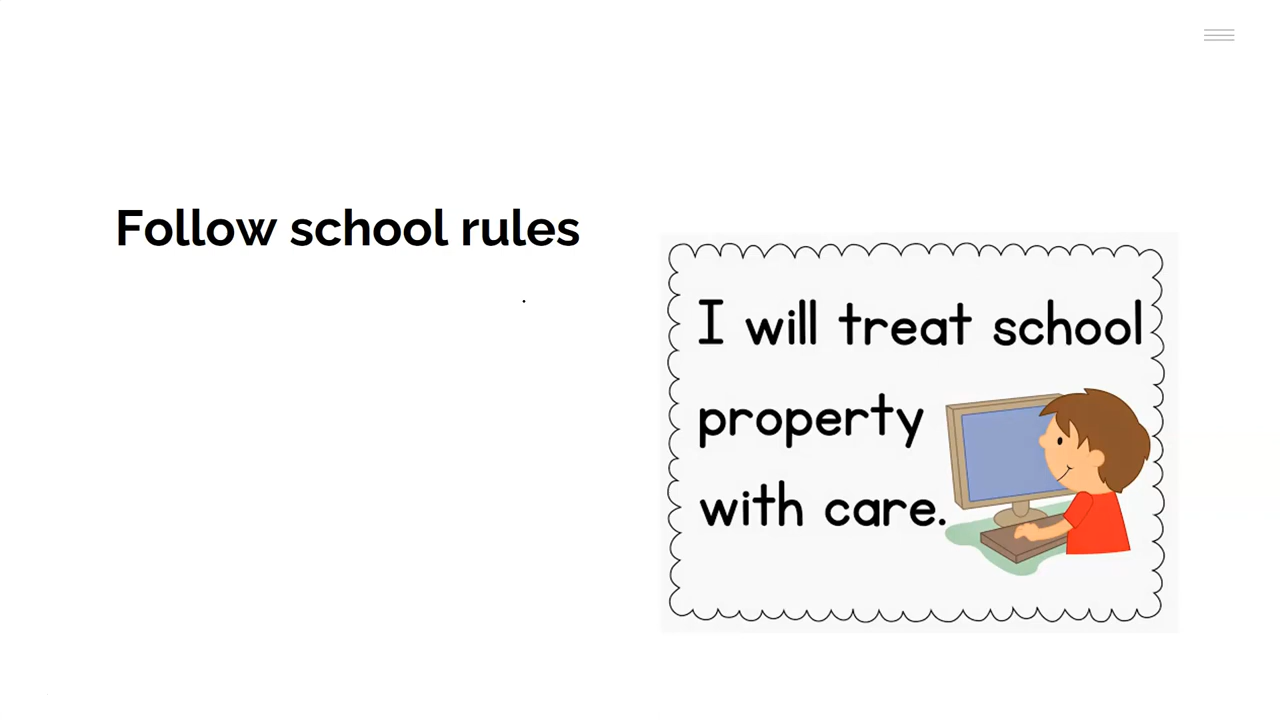 Follow school rules
I will treat school
property
with care.